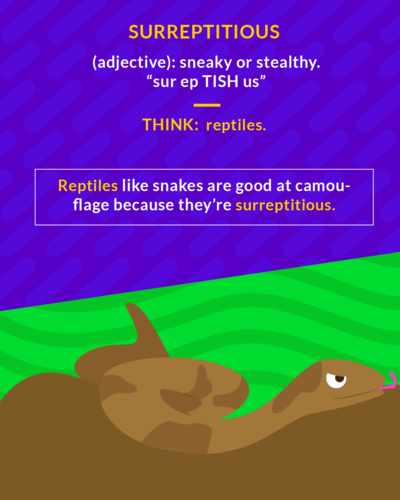 SURREPTITIOUS
(adjective): sneaky or stealthy.
“sur ep TISH us”
THINK: reptiles.
Reptiles like snakes are good at camou-
flage because they’re surreptitious.